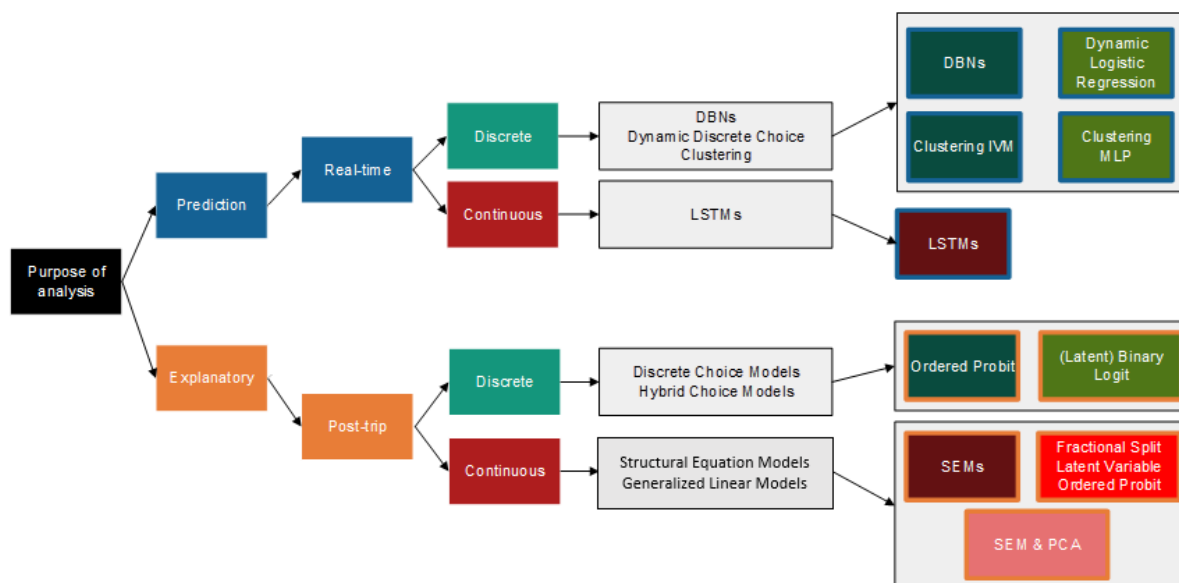 DBNs
Dynamic
Logistic
Regression
Clustering IVM
Clustering
MLP
Discrete
DBNs
Dynamic Discrete Choice
Clustering
Real-time
Prediction
Continuous
LSTMs
LSTMs
Purpose of
analysis
Explanatory
Post-trip
Discrete
Discrete Choice Models
Hybrid Choice Models
Ordered Probit
(Latent) Binary
Logit
Continuous
Structural Equation Models
Generalized Linear Models
SEMs
Fractional Split
Latent Variable
Ordered Probit
SEM & PCA